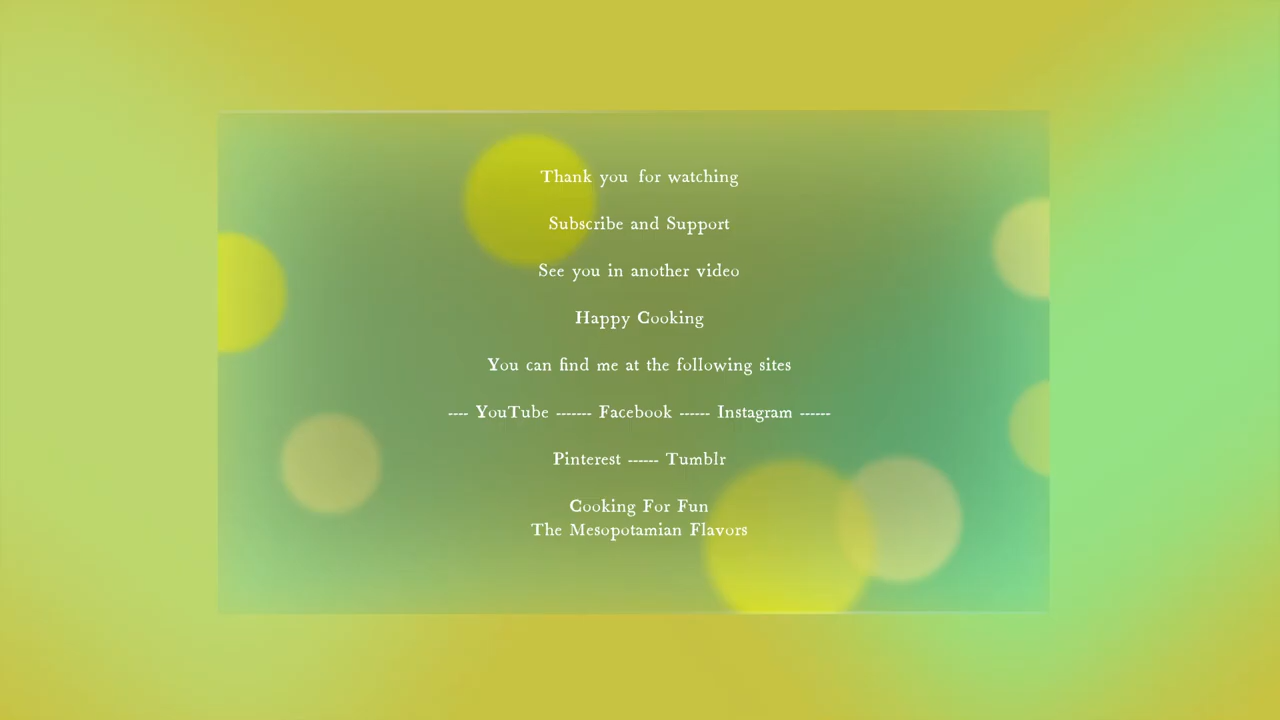 Thank you for watching
Subscribe and Support
See you in another video
Happy Cooking
You can find me at the following sites
---- YouTube ------- Facebook ------ Instagram ------
Pinterest ------ Tumblr
Cooking For Fun
The Mesopotamian Flavors